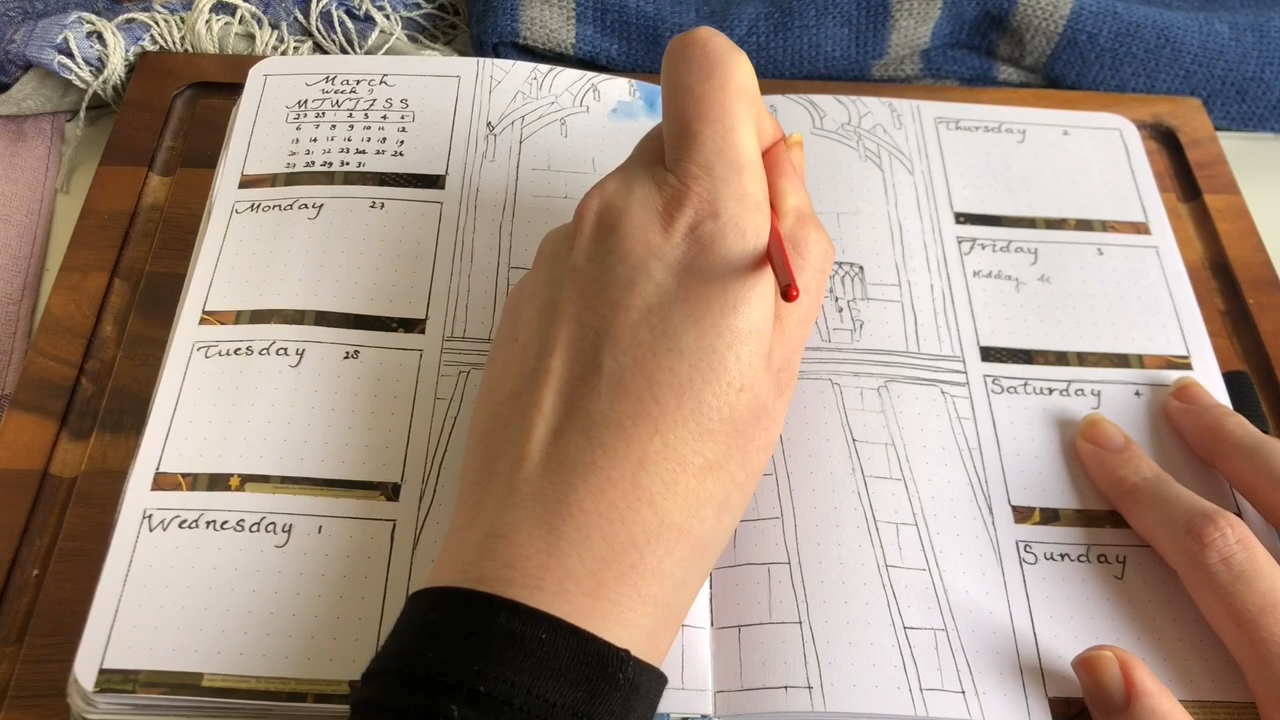 March
Week 9
M T W T F S S
27 28 1 2 3 4 5
6 7 8 9 10 11 12
13 14 15 16 17 18 19
20 21 22 23 24 25 26
27 28 29 30 31
Monday 27
Tuesday 28
Wednesday 1
Thursday 2
Friday 3
Midday
Saturday 4
Sunday